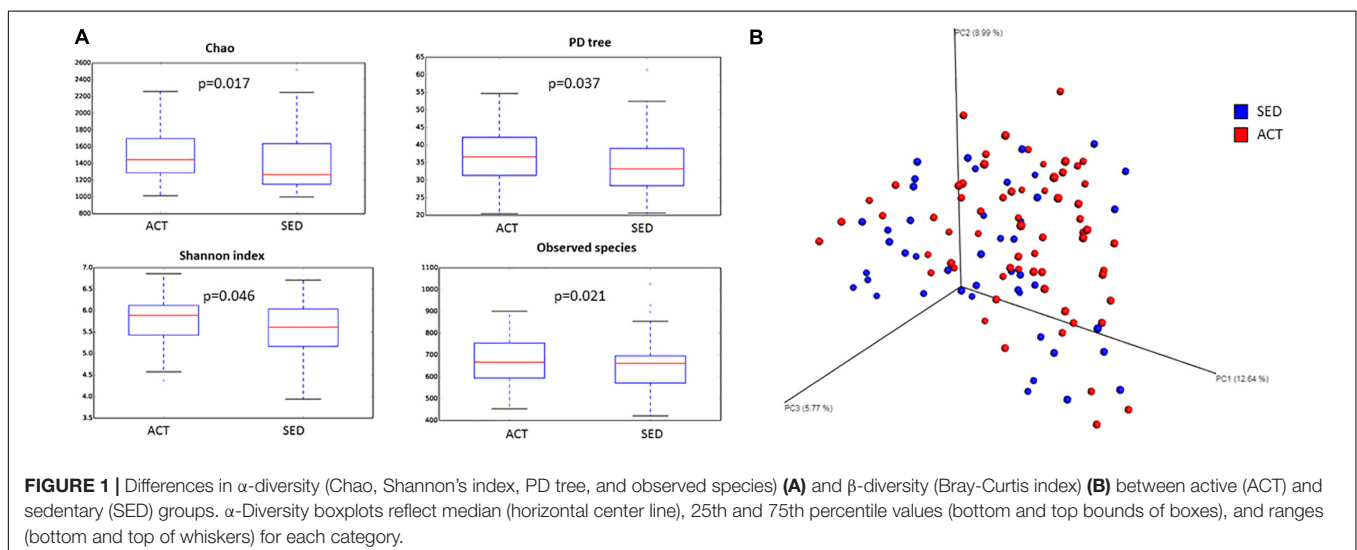 A
Chao
p=0.017
2600
2400
2200
2000
1800
1600
1400
1200
1000
800
ACT SED
PD tree
p=0.037
65
60
55
50
45
40
35
30
25
20
ACT SED
Shannon index
p=0.046
7.0
6.5
6.0
5.5
5.0
4.5
4.0
3.5
ACT SED
Observed species
p=0.021
1100
1000
900
800
700
600
500
400
ACT SED
B
PC2 (8.99 %)
SED
ACT
PC1 (12.64 %)
PC3 (5.77 %)
FIGURE 1 | Differences in α-diversity (Chao, Shannon's index, PD tree, and observed species) (A) and β-diversity (Bray-Curtis index) (B) between active (ACT) and
sedentary (SED) groups. α-Diversity boxplots reflect median (horizontal center line), 25th and 75th percentile values (bottom and top bounds of boxes), and ranges
(bottom and top of whiskers) for each category.